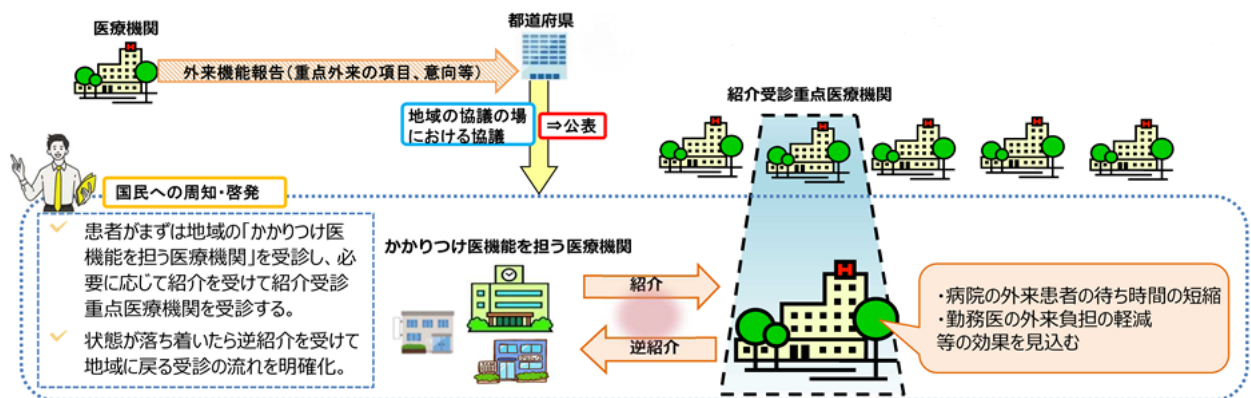 医療機関
都道府県
外来機能報告(重点外来の項目、意向等)
地域の協議の場
における協議
⇒公表
紹介受診重点医療機関
H
H
H
H
H
H
国民への周知・啓発
患者がまずは地域の「かかりつけ医
機能を担う医療機関」を受診し、必
要に応じて紹介を受けて紹介受診
重点医療機関を受診する。
状態が落ち着いたら逆紹介を受けて
地域に戻る受診の流れを明確化。
かかりつけ医機能を担う医療機関
紹介
逆紹介
H
・病院の外来患者の待ち時間の短縮
・勤務医の外来負担の軽減
等の効果を見込む